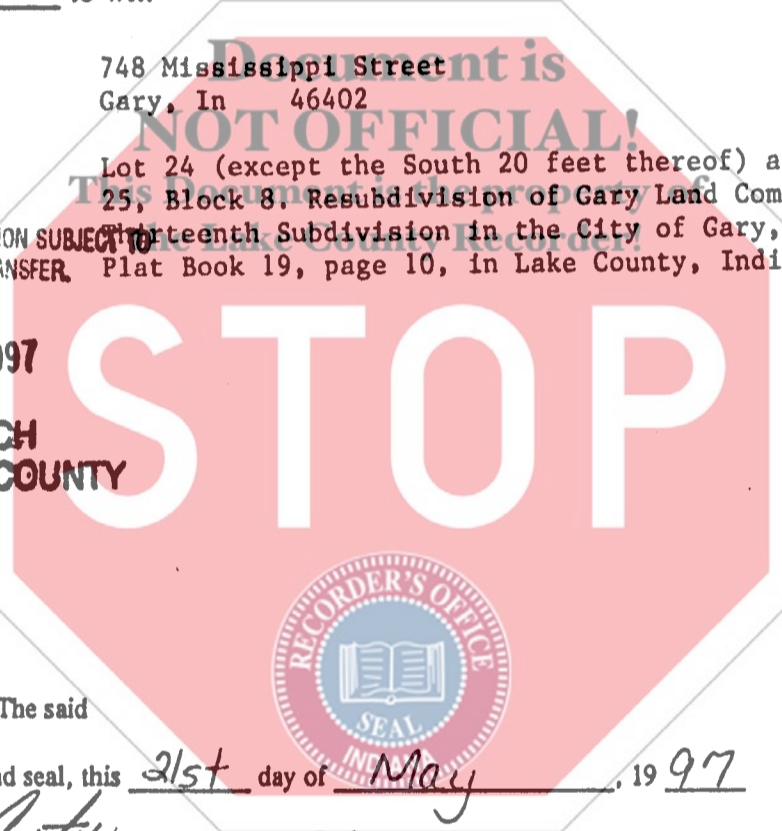 Document is
NOT OFFICIAL!
This Document is the property of
the Lake County Recorder!
748 Mississippi Street
Gary, In 46402
Lot 24 (except the South 20 feet thereof) a
25, Block 8, Resubdivision of Gary Land Com
Thirteenth Subdivision in the City of Gary,
Plat Book 19, page 10, in Lake County, Indi
ON SUBJECT TO
ANSFER.
997
CH
COUNTY
STOP
RECORDER'S OFFICE
SEAL
INDIANA
The said
nd seal, this 21st day of May, 19 97